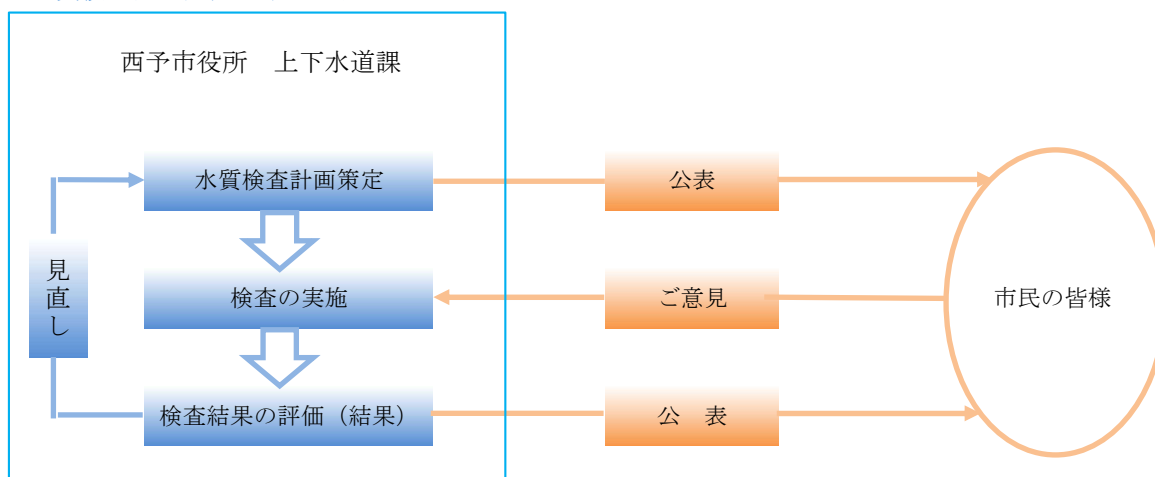 西予市役所　上下水道課
水質検査計画策定
公表
見直し
検査の実施
ご意見
市民の皆様
検査結果の評価（結果）
公　表